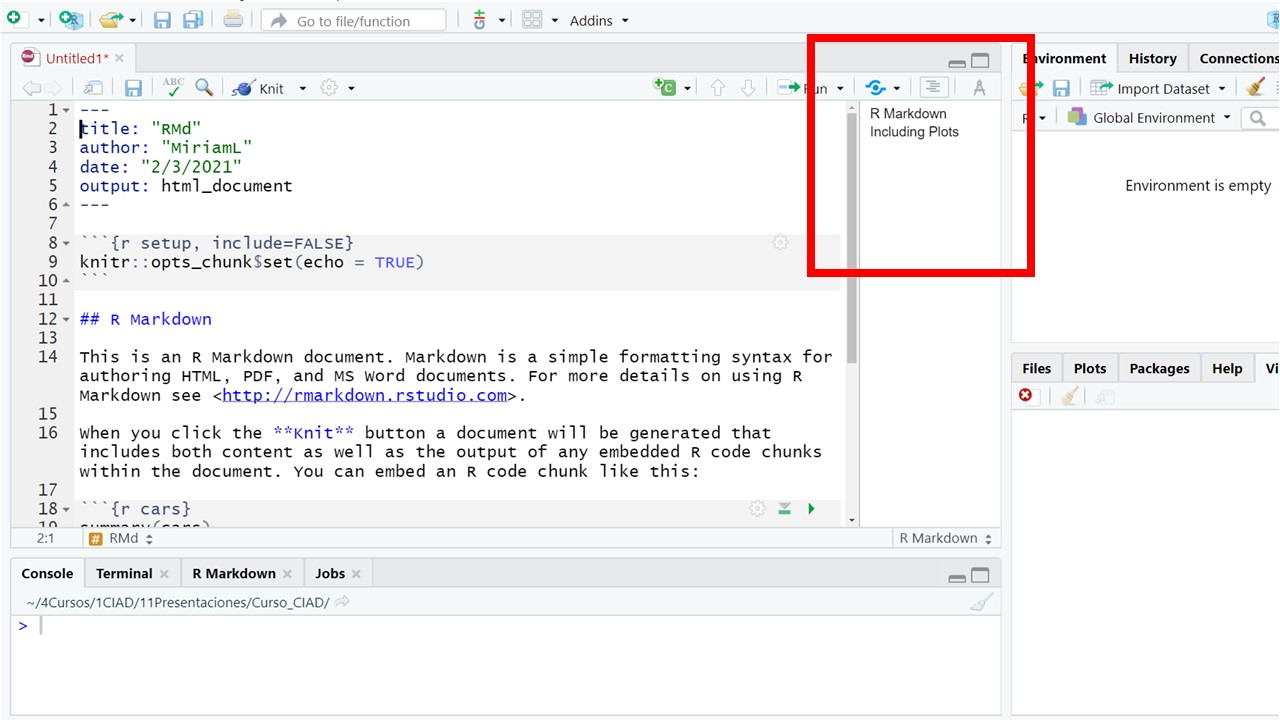 Go to file/function
Addins
Untitled1*
ABC
Knit
Run
1 ---
2 title: "RMd"
3 author: "MiriamL"
4 date: "2/3/2021"
5 output: html_document
6 ---
7
8 ```{r setup, include=FALSE}
9 knitr::opts_chunk$set(echo = TRUE)
10 ```
11
12 ## R Markdown
13
14 This is an R Markdown document. Markdown is a simple formatting syntax for
authoring HTML, PDF, and MS Word documents. For more details on using R
Markdown see <http://rmarkdown.rstudio.com>.
15
16 When you click the **Knit** button a document will be generated that
includes both content as well as the output of any embedded R code chunks
within the document. You can embed an R code chunk like this:
17
18 ```{r cars}
19 summary(cars)
R Markdown
Including Plots
2:1 # RMd R Markdown
Console Terminal R Markdown Jobs
~/4Cursos/1CIAD/11Presentaciones/Curso_CIAD/
>
Environment History Connections
Import Dataset
R Global Environment
Environment is empty
Files Plots Packages Help Vi